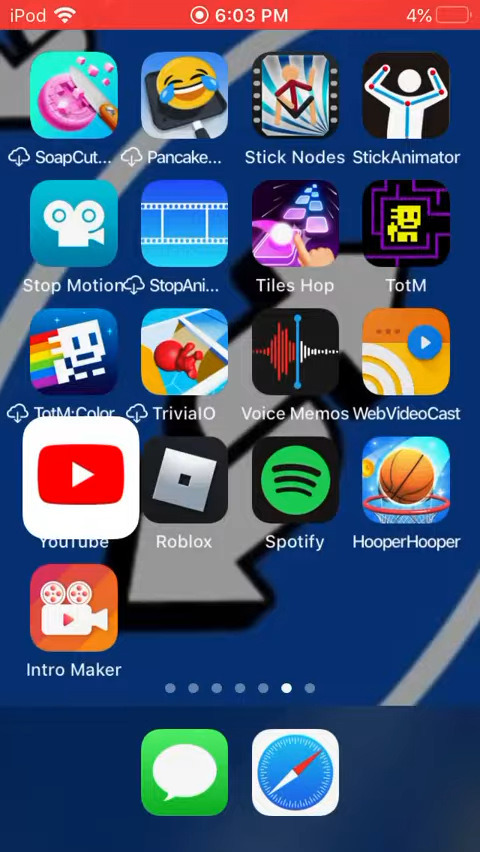 iPod 6:03 PM 4%
SoapCut... Pancake... Stick Nodes StickAnimator
Stop Motion StopAni... Tiles Hop TotM
TotM:Color TrivialO Voice Memos WebVideoCast
YouTube Roblox Spotify HooperHooper
Intro Maker